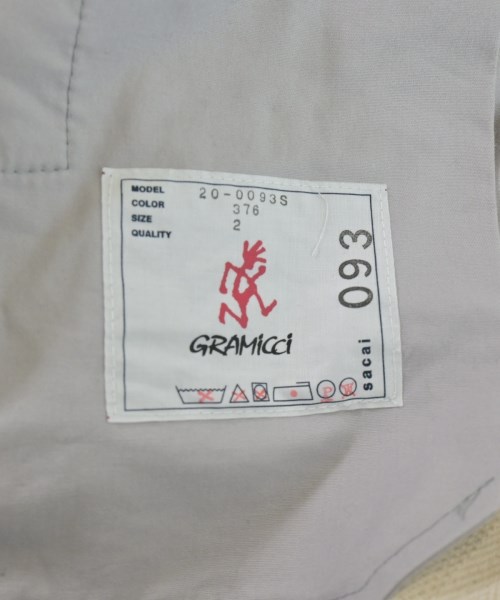 MODEL 20-0093S
COLOR 376
SIZE 2
QUALITY
GRAMICCI
093
sacai
P W